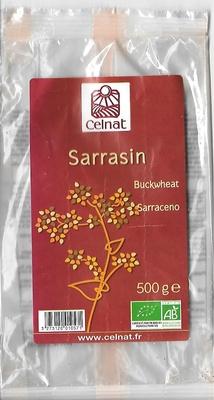 celnat
Sarrasin
Buckwheat
Sarraceno
500 g e
AB
www.celnat.fr